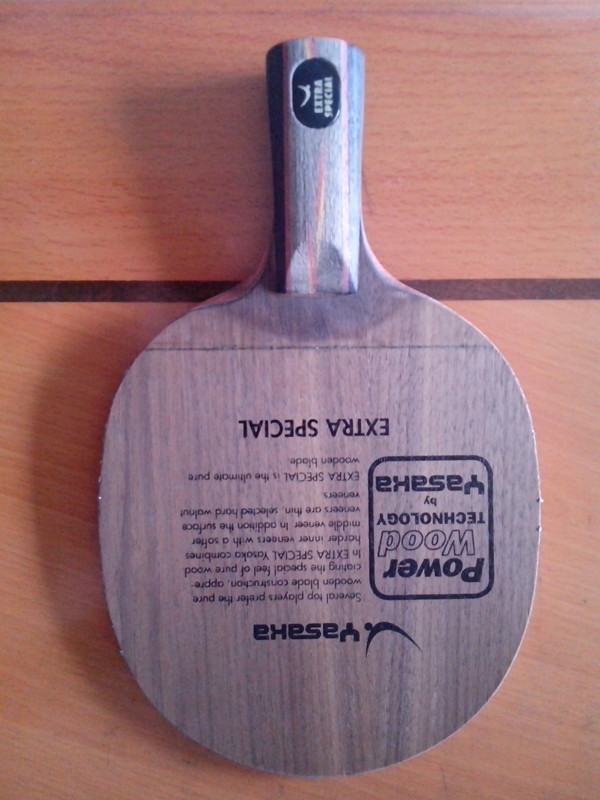 Yasaka
Several top players prefer the pure
wooden blade construction, appre-
ciating the special feel of pure wood
In EXTRA SPECIAL Yasaka combines
harder inner veneers with a softer
middle veneer. In addition the surface
veneers are thin, selected hard walnut
veneers.
EXTRA SPECIAL is the ultimate pure
wooden blade.
Power
Wood
TECHNOLOGY
by
Yasaka
EXTRA SPECIAL
EXTRA
SPECIAL